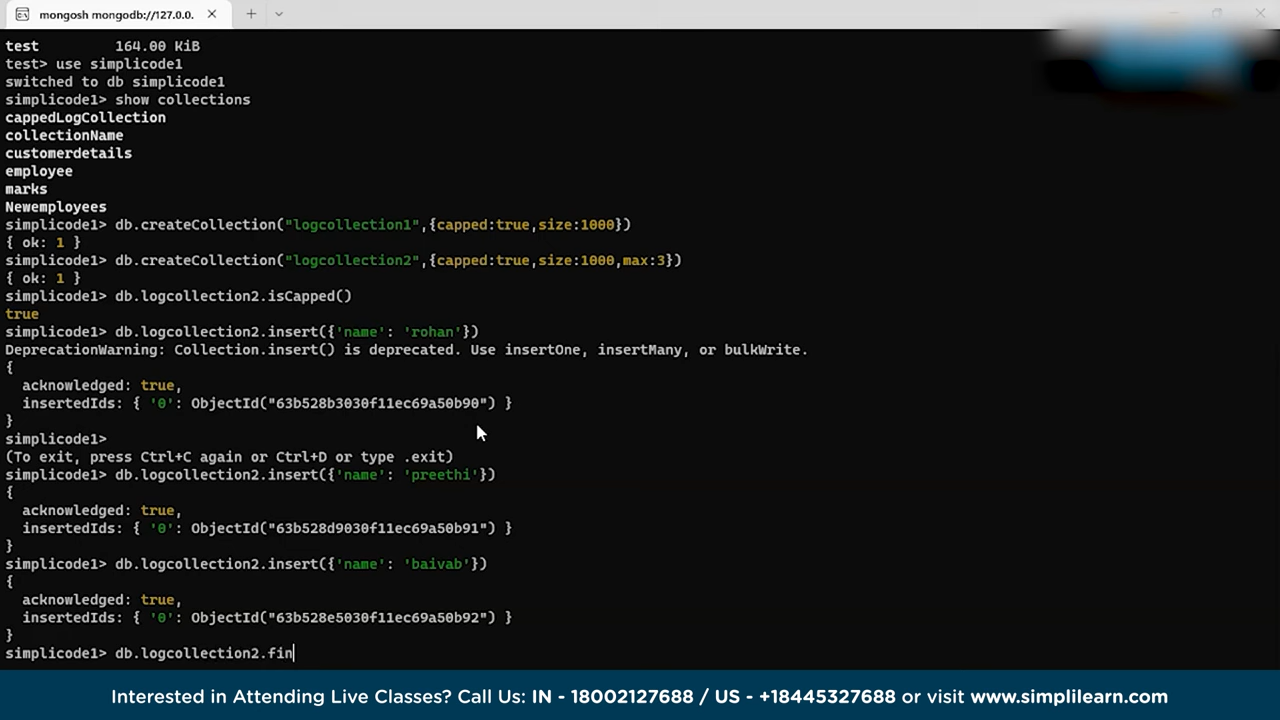 mongosh mongodb://127.0.0.
test 164.00 KiB
test> use simplicode1
switched to db simplicode1
simplicode1> show collections
cappedLogCollection
collectionName
customerdetails
employee
marks
Newemployees
simplicode1> db.createCollection("logcollection1",{capped:true,size:1000})
{ ok: 1 }
simplicode1> db.createCollection("logcollection2",{capped:true,size:1000,max:3})
{ ok: 1 }
simplicode1> db.logcollection2.isCapped()
true
simplicode1> db.logcollection2.insert({'name': 'rohan'})
DeprecationWarning: Collection.insert() is deprecated. Use insertOne, insertMany, or bulkWrite.
{
  acknowledged: true,
  insertedIds: { '0': ObjectId("63b528b3030f11ec69a50b90") }
}
simplicode1>
(To exit, press Ctrl+C again or Ctrl+D or type .exit)
simplicode1> db.logcollection2.insert({'name': 'preethi'})
{
  acknowledged: true,
  insertedIds: { '0': ObjectId("63b528d9030f11ec69a50b91") }
}
simplicode1> db.logcollection2.insert({'name': 'baivab'})
{
  acknowledged: true,
  insertedIds: { '0': ObjectId("63b528e5030f11ec69a50b92") }
}
simplicode1> db.logcollection2.fin
Interested in Attending Live Classes? Call Us: IN - 18002127688 / US - +18445327688 or visit www.simplilearn.com